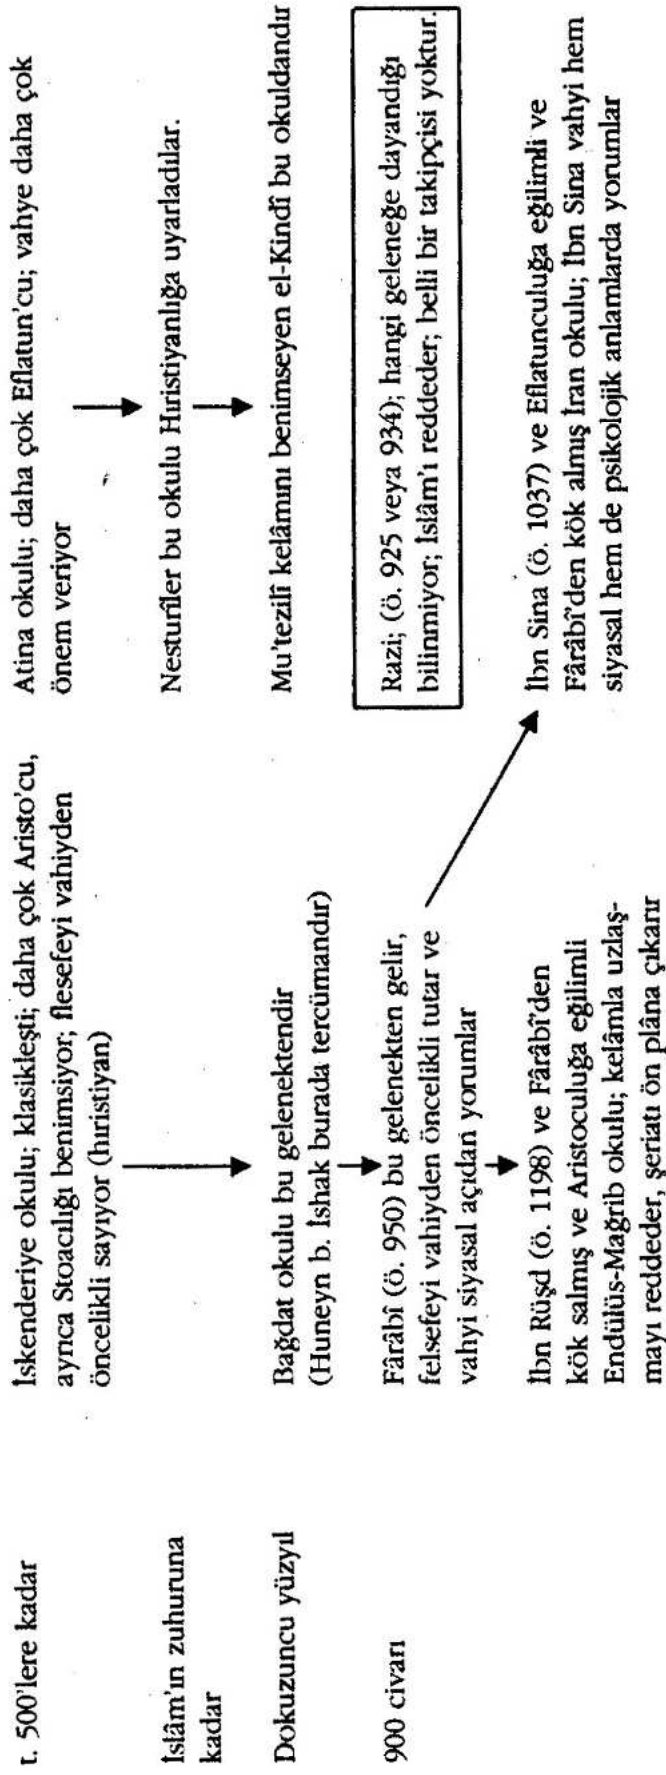 t. 500'lere kadar
İskenderiye okulu; klasikleşti; daha çok Aristo'cu,
ayrıca Stoacılığı benimsiyor; flesefeyi vahiyden
öncelikli sayıyor (hıristiyan)
Atina okulu; daha çok Eflatun'cu; vahye daha çok
önem veriyor
İslâm'ın zuhuruna
kadar
Nesturîler bu okulu Hıristiyanlığa uyarladılar.
Dokuzuncu yüzyıl
Bağdat okulu bu gelenektendir
(Huneyn b. İshak burada tercümandır)
Mu'tezilî kelâmını benimseyen el-Kindî bu okuldandır
900 civarı
Fârâbî (ö. 950) bu gelenekten gelir,
felsefeyi vahiyden öncelikli tutar ve
vahyi siyasal açıdan yorumlar
Razi; (ö. 925 veya 934); hangi geleneğe dayandığı
bilinmiyor; İslâm'ı reddeder; belli bir takipçisi yoktur.
İbn Rüşd (ö. 1198) ve Fârâbî'den
kök salmış ve Aristoculuğa eğilimli
Endülüs-Mağrib okulu; kelâmla uzlaş-
mayı reddeder, şeriatı ön plâna çıkarır
İbn Sina (ö. 1037) ve Eflatunculuğa eğilimli ve
Fârâbî'den kök almış İran okulu; İbn Sina vahyi hem
siyasal hem de psikolojik anlamlarda yorumlar